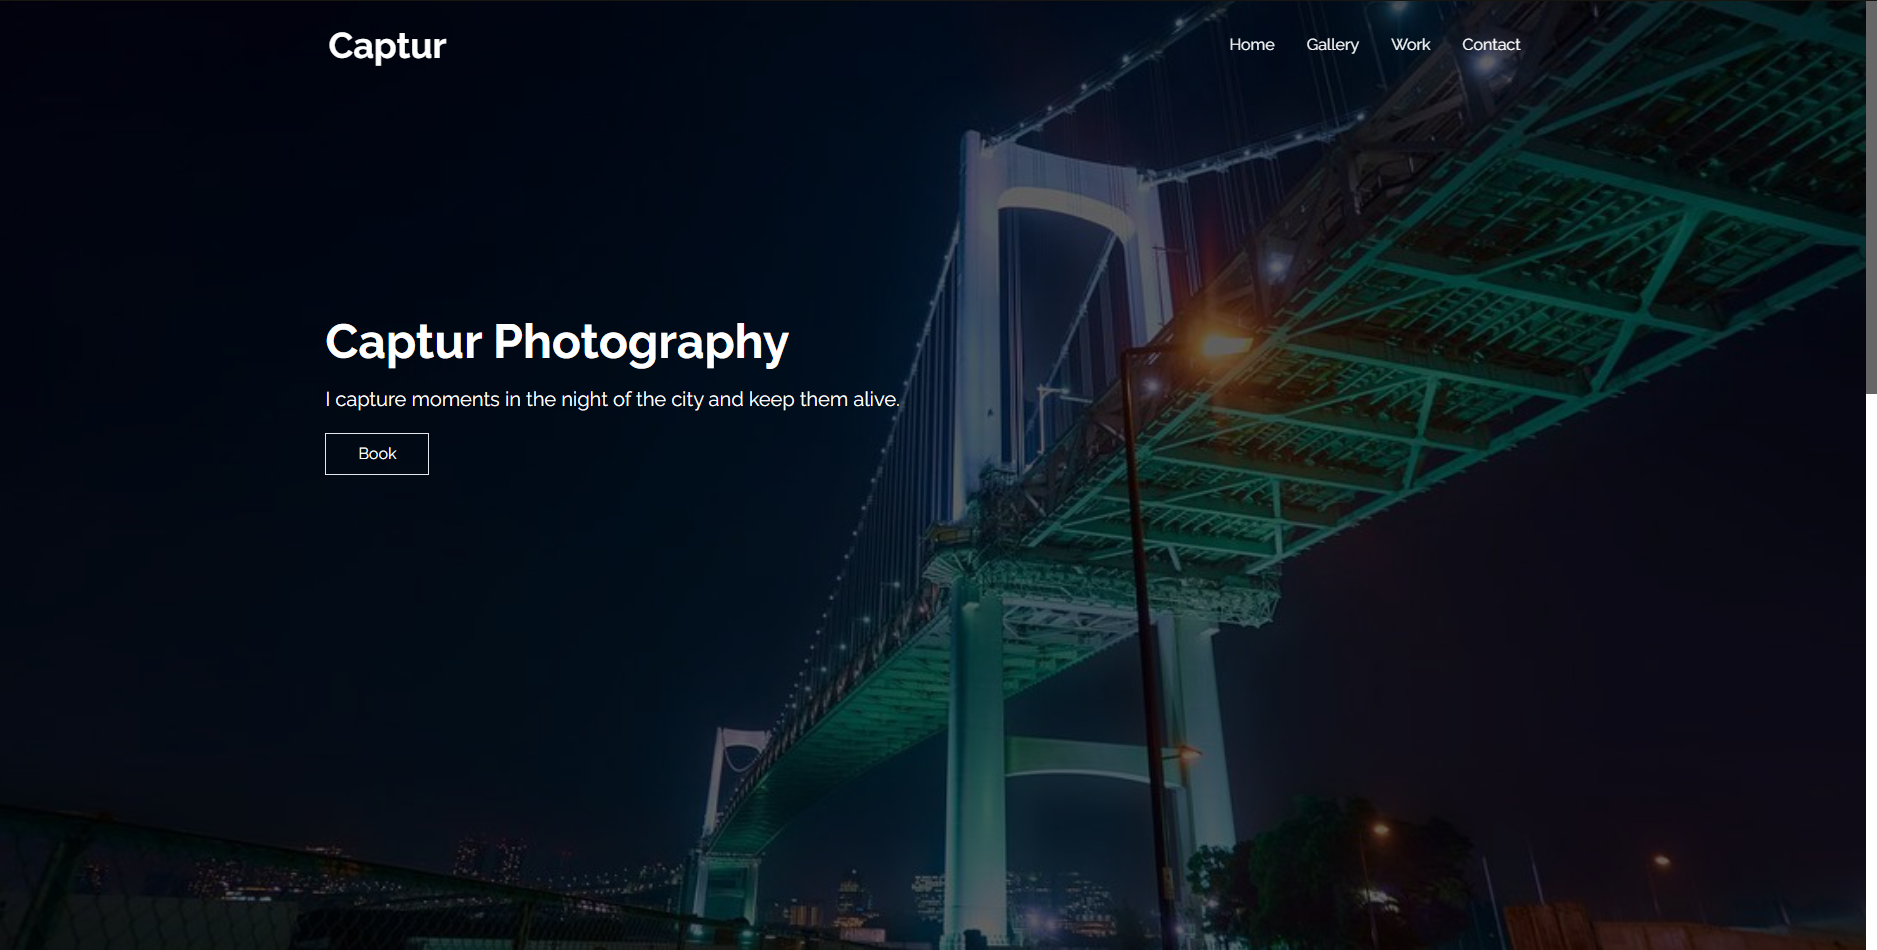 Captur
Home Gallery Work Contact
Captur Photography
I capture moments in the night of the city and keep them alive.
Book